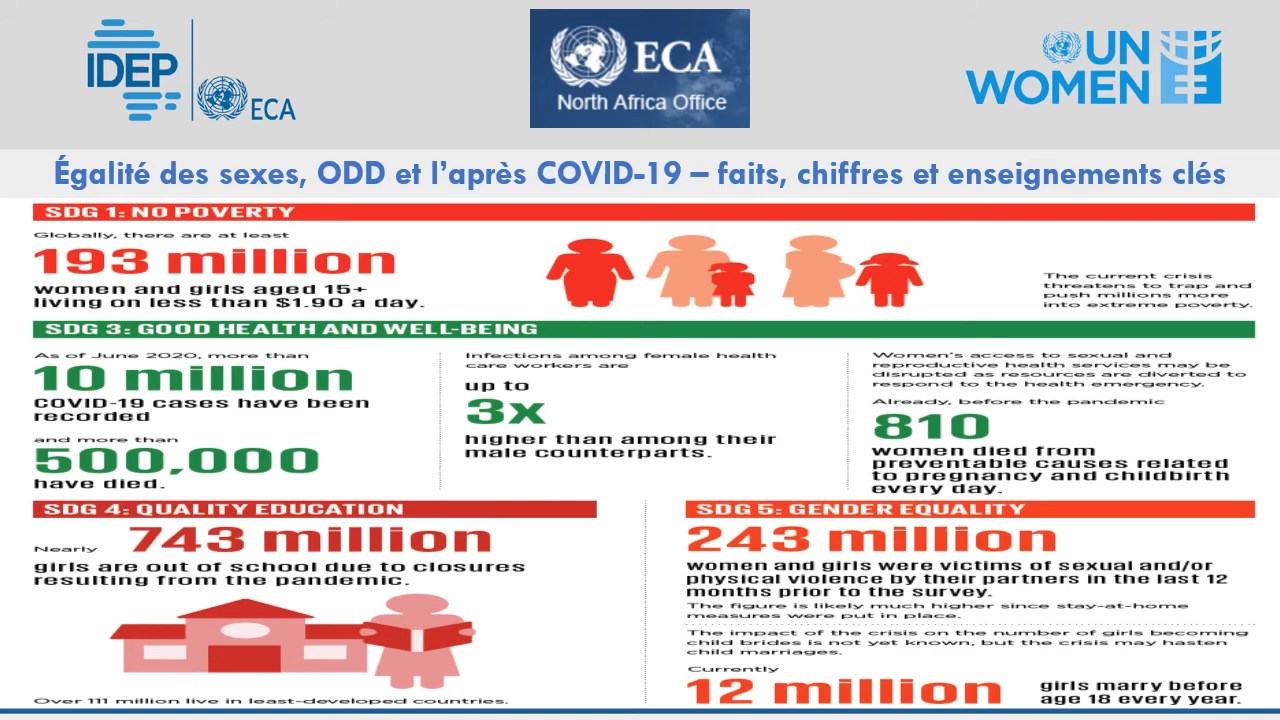 IDEP
ECA
ECA
North Africa Office
UN
WOMEN
Égalité des sexes, ODD et l’après COVID-19 – faits, chiffres et enseignements clés
SDG 1: NO POVERTY
Globally, there are at least
193 million
women and girls aged 15+
living on less than $1.90 a day.
The current crisis
threatens to trap and
push millions more
into extreme poverty.
SDG 3: GOOD HEALTH AND WELL-BEING
As of June 2020, more than
10 million
COVID-19 cases have been
recorded
and more than
500,000
have died.
Infections among female health
care workers are
up to
3x
higher than among their
male counterparts.
Women's access to sexual and
reproductive health services may be
disrupted as resources are diverted to
respond to the health emergency.
Already, before the pandemic
810
women died from
preventable causes related
to pregnancy and childbirth
every day.
SDG 4: QUALITY EDUCATION
Nearly 743 million
girls are out of school due to closures
resulting from the pandemic.
Over 111 million live in least-developed countries.
SDG 5: GENDER EQUALITY
243 million
women and girls were victims of sexual and/or
physical violence by their partners in the last 12
months prior to the survey.
The figure is likely much higher since stay-at-home
measures were put in place.
The impact of the crisis on the number of girls becoming
child brides is not yet known, but the crisis may hasten
child marriages.
Currently
12 million
girls marry before
age 18 every year.